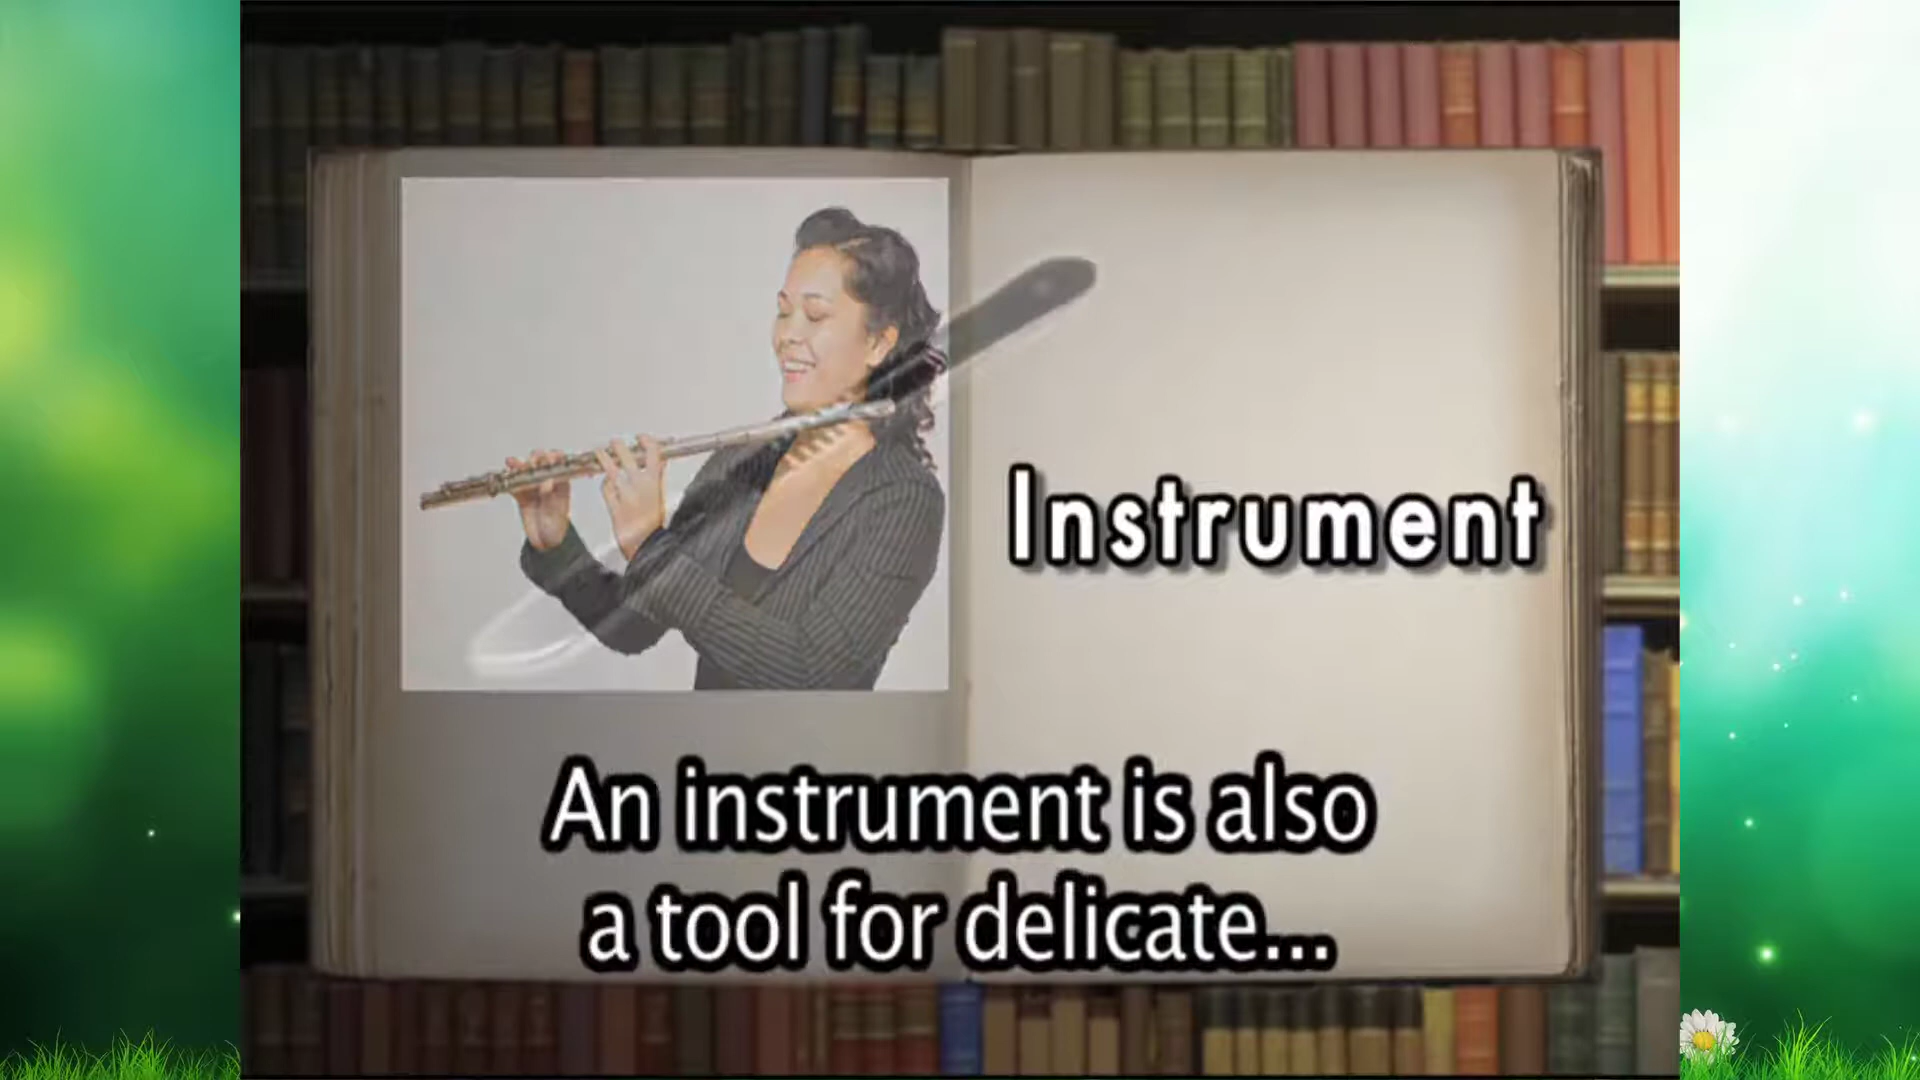 Instrument
An instrument is also
a tool for delicate...